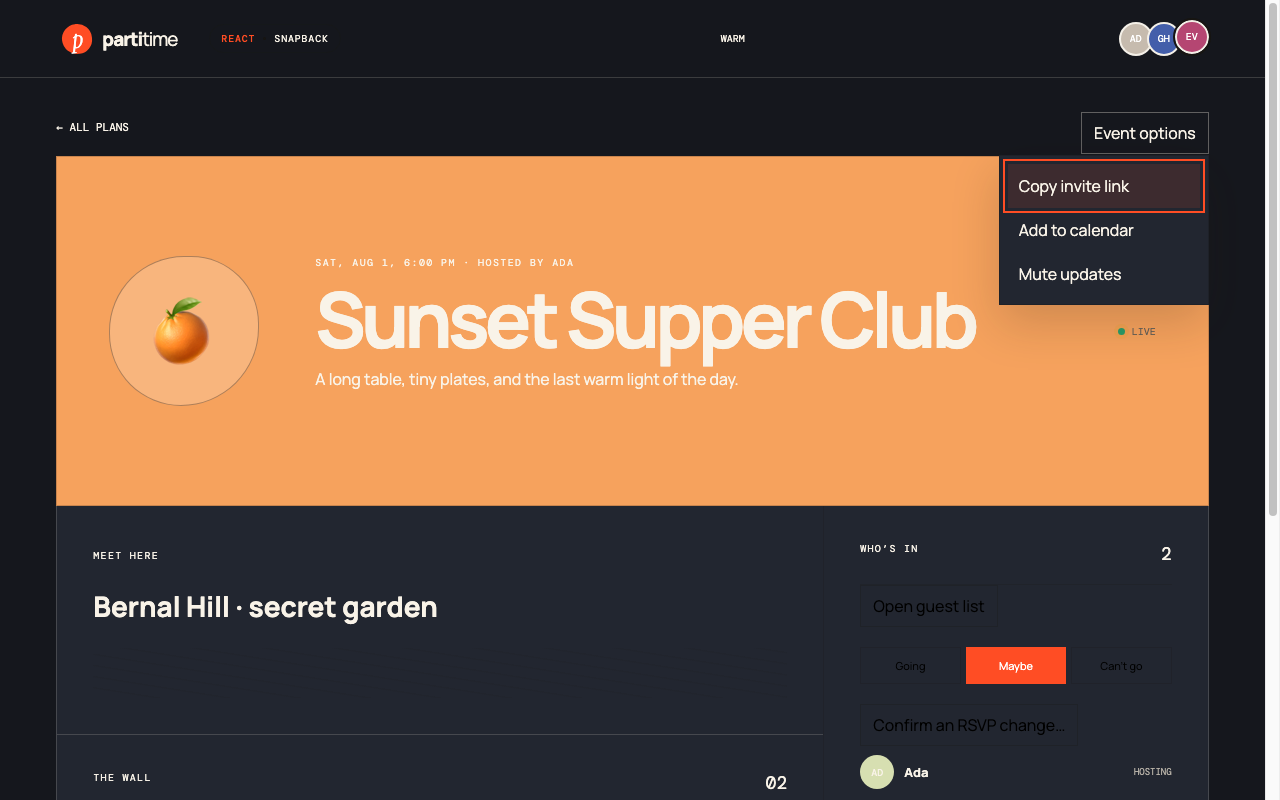 p partitime
REACT
SNAPBACK
WARM
AD
GH
EV
← ALL PLANS
Event options
Copy invite link
Add to calendar
Mute updates
SAT, AUG 1, 6:00 PM · HOSTED BY ADA
Sunset Supper Club
A long table, tiny plates, and the last warm light of the day.
LIVE
MEET HERE
Bernal Hill · secret garden
WHO'S IN
2
Open guest list
Going
Maybe
Can't go
Confirm an RSVP change…
AD
Ada
HOSTING
THE WALL
02